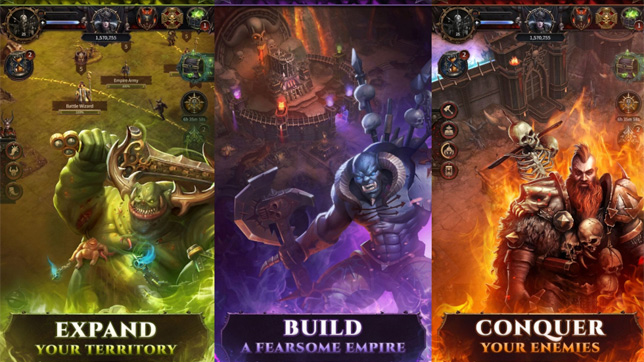 1,570,755
Empire Army
Battle Wizard
EXPAND
YOUR TERRITORY
BUILD
A FEARSOME EMPIRE
1,570,755
CONQUER
YOUR ENEMIES